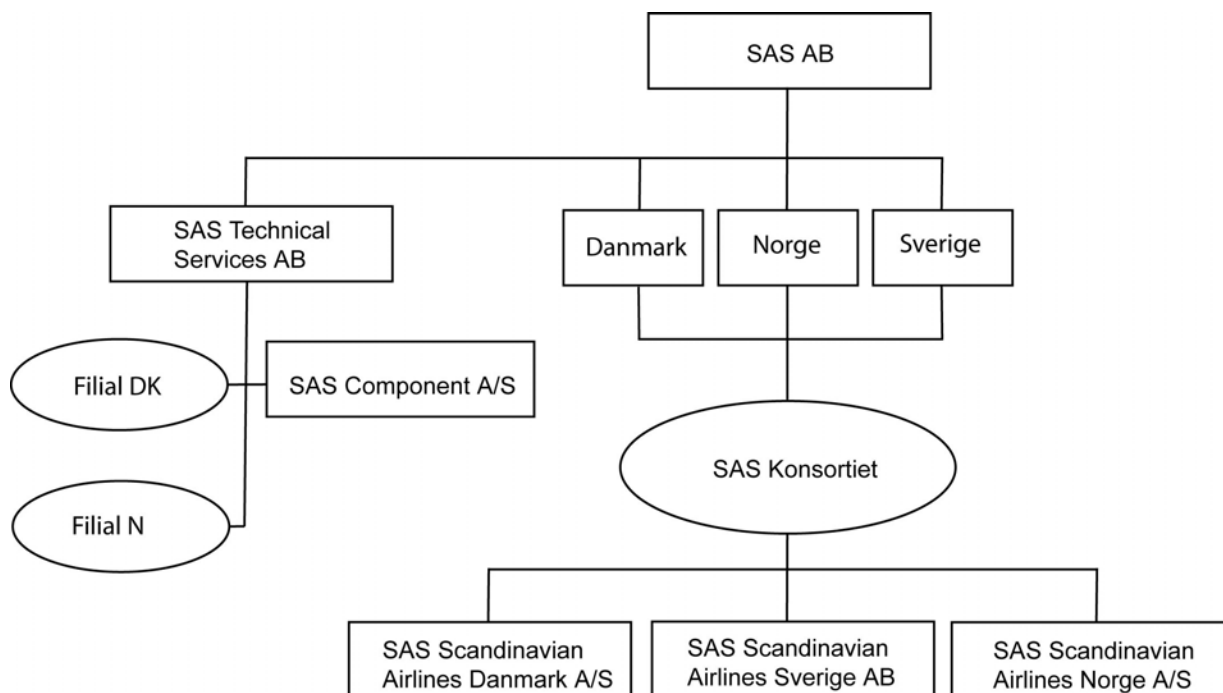 SAS AB
SAS Technical
Services AB
Danmark
Norge
Sverige
Filial DK
SAS Component A/S
SAS Konsortiet
Filial N
SAS Scandinavian
Airlines Danmark A/S
SAS Scandinavian
Airlines Sverige AB
SAS Scandinavian
Airlines Norge A/S